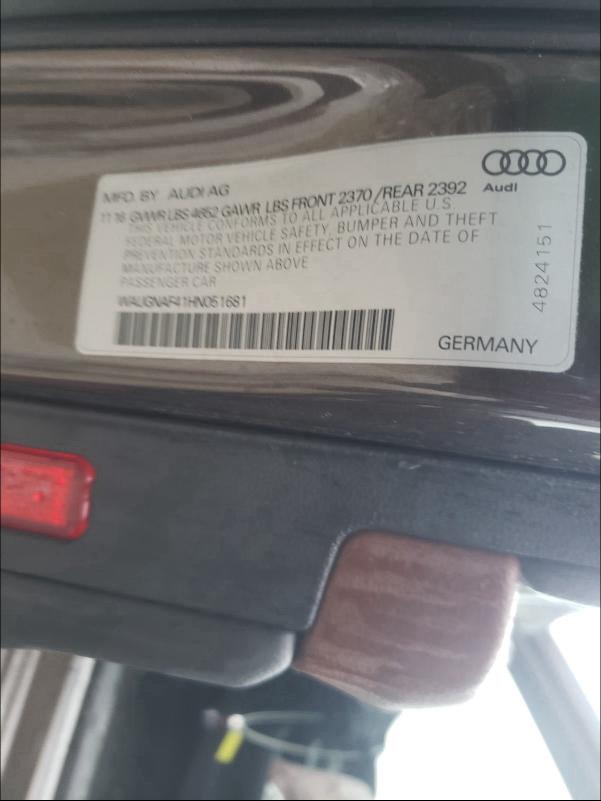 MFD. BY AUDI AG
11 16 GVWR LBS 4652 GAWR LBS FRONT 2370 /REAR 2392
THIS VEHICLE CONFORMS TO ALL APPLICABLE U.S.
FEDERAL MOTOR VEHICLE SAFETY, BUMPER AND THEFT
PREVENTION STANDARDS IN EFFECT ON THE DATE OF
MANUFACTURE SHOWN ABOVE
PASSENGER CAR
WAUGNAF41HN051681
Audi
4824151
GERMANY